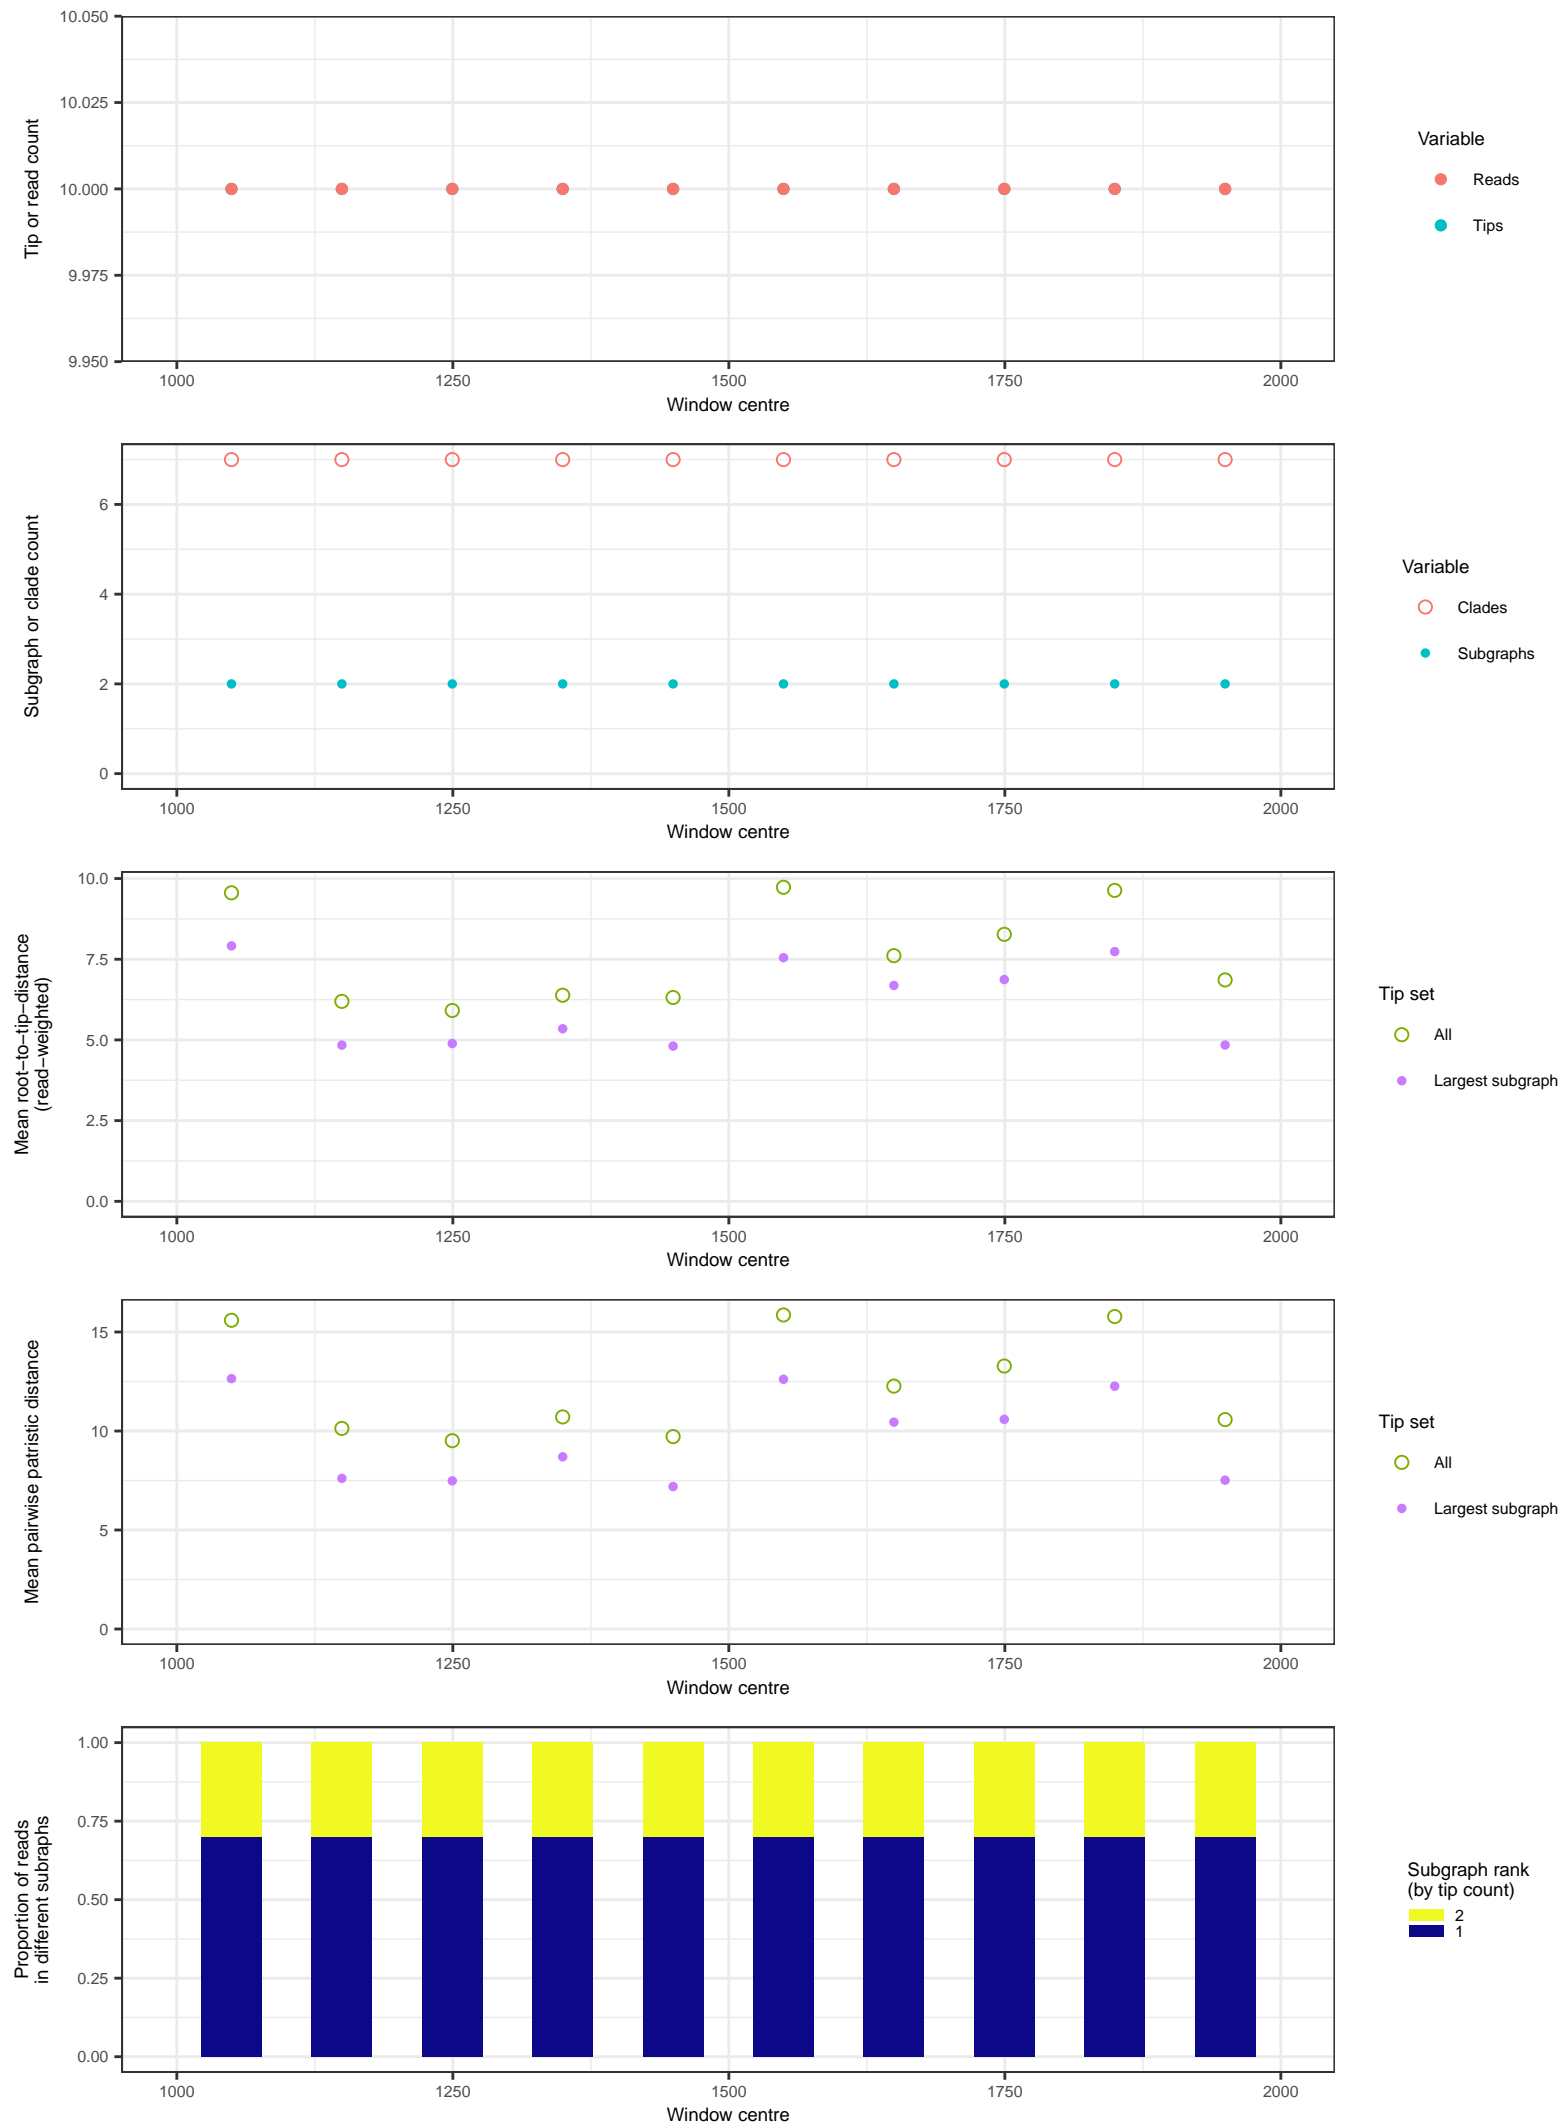 10.050
10.025
10.000
9.975
9.950
Tip or read count
1000 1250 1500 1750 2000
Window centre
Variable
Reads
Tips
6
4
2
0
Subgraph or clade count
1000 1250 1500 1750 2000
Window centre
Variable
Clades
Subgraphs
10.0
7.5
5.0
2.5
0.0
Mean root−to−tip−distance
(read−weighted)
1000 1250 1500 1750 2000
Window centre
Tip set
All
Largest subgraph
15
10
5
0
Mean pairwise patristic distance
1000 1250 1500 1750 2000
Window centre
Tip set
All
Largest subgraph
1.00
0.75
0.50
0.25
0.00
Proportion of reads
in different subraphs
1000 1250 1500 1750 2000
Window centre
Subgraph rank
(by tip count)
2
1